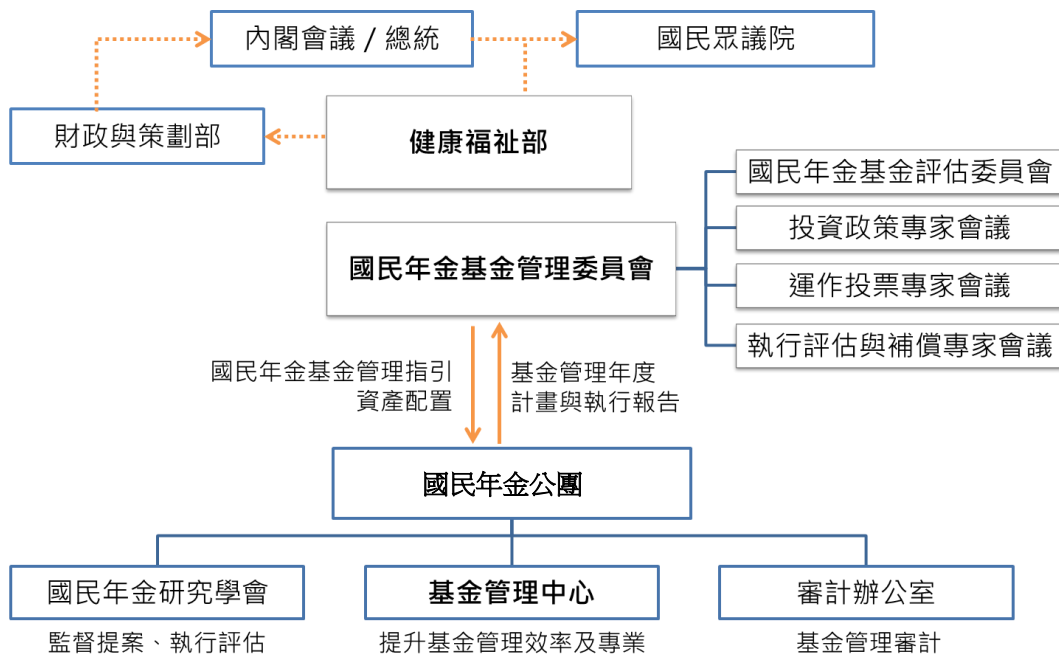 內閣會議 / 總統
國民眾議院
財政與策劃部
健康福祉部
國民年金基金評估委員會
投資政策專家會議
國民年金基金管理委員會
運作投票專家會議
執行評估與補償專家會議
國民年金基金管理指引
資產配置
基金管理年度
計畫與執行報告
國民年金公團
國民年金研究學會
基金管理中心
審計辦公室
監督提案、執行評估
提升基金管理效率及專業
基金管理審計